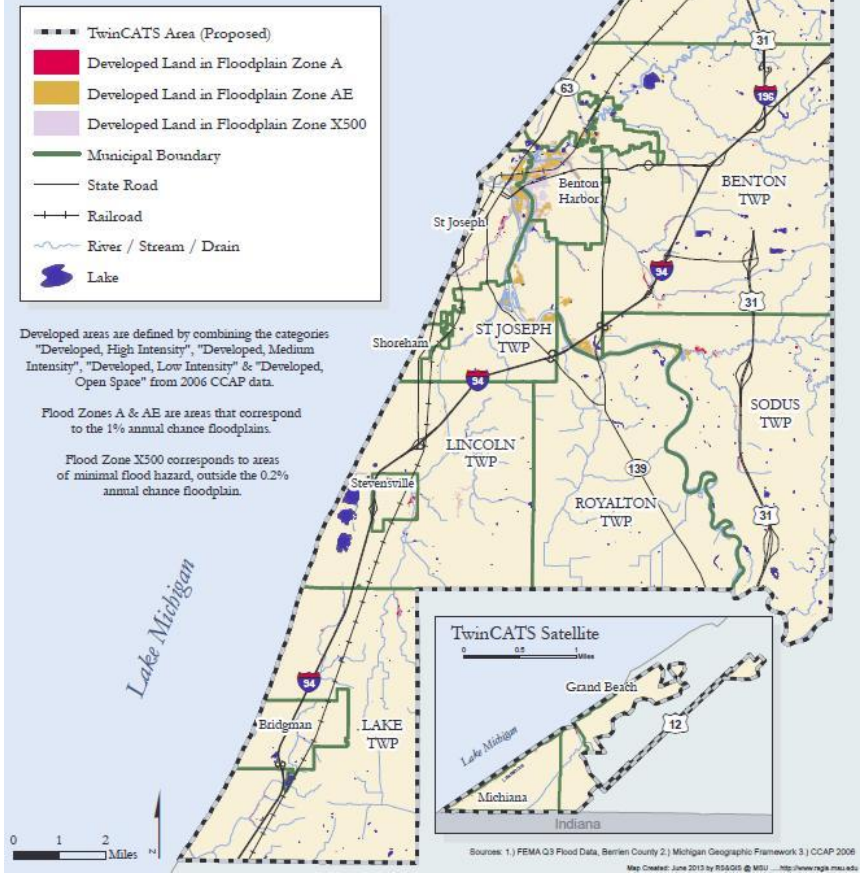 TwinCATS Area (Proposed)
Developed Land in Floodplain Zone A
Developed Land in Floodplain Zone AE
Developed Land in Floodplain Zone X500
Municipal Boundary
State Road
Railroad
River / Stream / Drain
Lake
Developed areas are defined by combining the categories
"Developed, High Intensity", "Developed, Medium
Intensity", "Developed, Low Intensity" & "Developed,
Open Space" from 2006 CCAP data.
Flood Zones A & AE are areas that correspond
to the 1% annual chance floodplains.
Flood Zone X500 corresponds to areas
of minimal flood hazard, outside the 0.2%
annual chance floodplain.
31
63
196
BENTON
TWP
Benton
Harbor
St Joseph
94
31
ST JOSEPH
TWP
Shoreham
94
SODUS
TWP
LINCOLN
TWP
139
Stevensville
ROYALTON
TWP
31
Lake Michigan
94
Bridgman
LAKE
TWP
TwinCATS Satellite
0 0.5 1
Miles
Grand Beach
12
Lake Michigan
Michiana
Indiana
0 1 2
Miles
N
Sources: 1.) FEMA Q3 Flood Data, Berrien County 2.) Michigan Geographic Framework 3.) CCAP 2006
Map Created: June 2013 by RS&GIS @ MSU ....http://www.rsgis.msu.edu